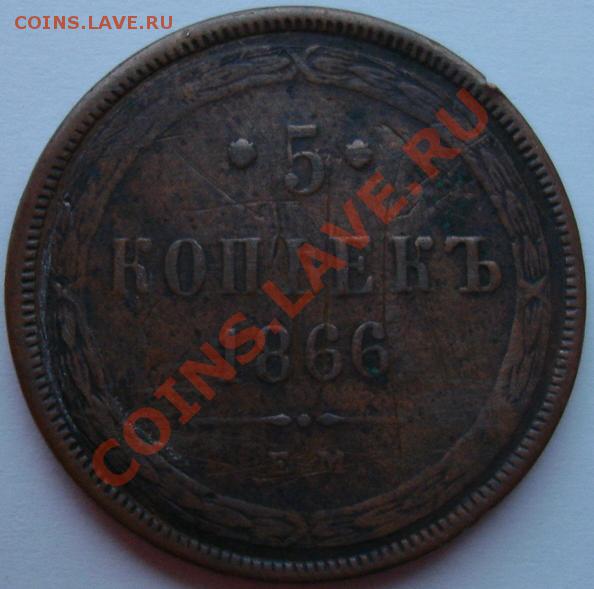 COINS.LAVE.RU
5
КОПѢЕКЪ
1866
Е М
COINS.LAVE.RU